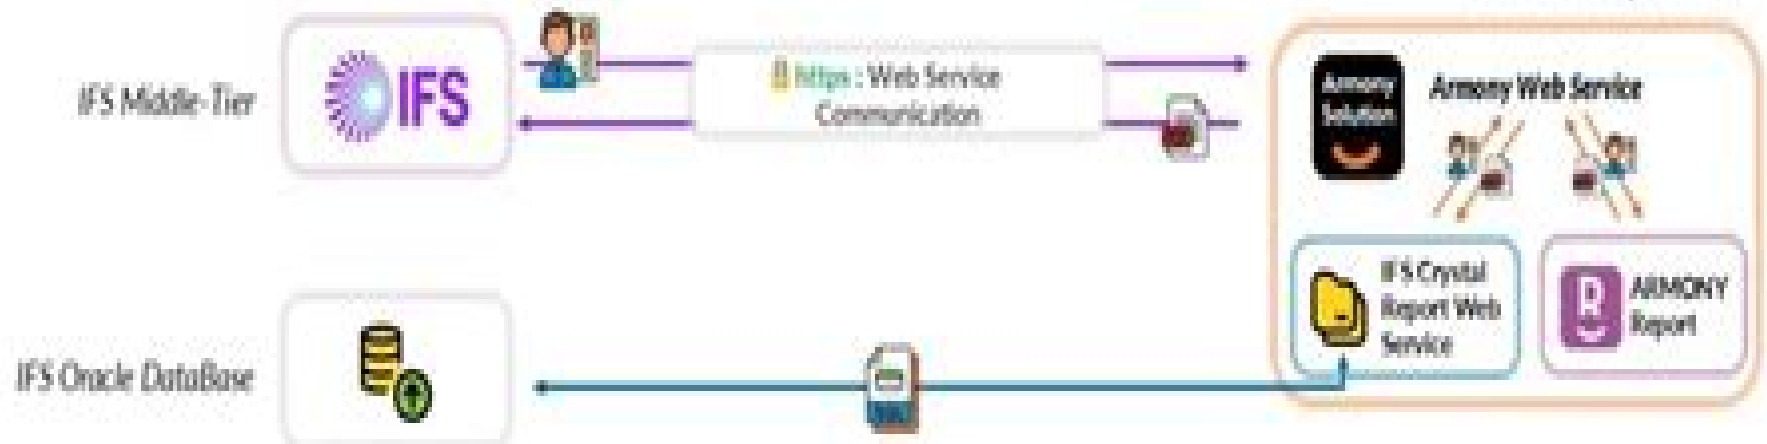 IFS Middle-Tier
IFS
https : Web Service
Communication
Armony
Solution
Armony Web Service
IFS Crystal
Report Web
Service
R
ARMONY
Report
IFS Oracle DataBase